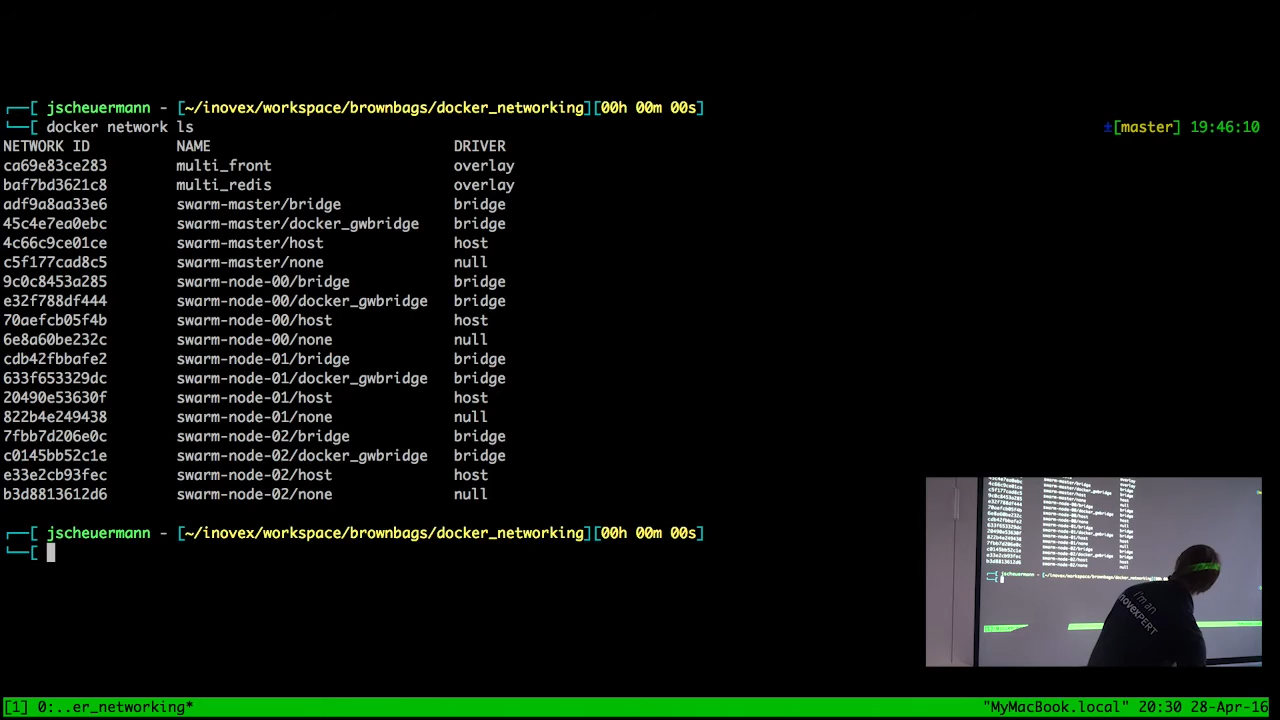 ┌──[ jscheuermann - [~/inovex/workspace/brownbags/docker_networking][00h 00m 00s]
└──[ docker network ls ±[master] 19:46:10
NETWORK ID NAME DRIVER
ca69e83ce283 multi_front overlay
baf7bd3621c8 multi_redis overlay
adf9a8aa33e6 swarm-master/bridge bridge
45c4e7ea0ebc swarm-master/docker_gwbridge bridge
4c66c9ce01ce swarm-master/host host
c5f177cad8c5 swarm-master/none null
9c0c8453a285 swarm-node-00/bridge bridge
e32f788df444 swarm-node-00/docker_gwbridge bridge
70aefcb05f4b swarm-node-00/host host
6e8a60be232c swarm-node-00/none null
cdb42fbbafe2 swarm-node-01/bridge bridge
633f653329dc swarm-node-01/docker_gwbridge bridge
20490e53630f swarm-node-01/host host
822b4e249438 swarm-node-01/none null
7fbb7d206e0c swarm-node-02/bridge bridge
c0145bb52c1e swarm-node-02/docker_gwbridge bridge
e33e2cb93fec swarm-node-02/host host
b3d8813612d6 swarm-node-02/none null
┌──[ jscheuermann - [~/inovex/workspace/brownbags/docker_networking][00h 00m 00s]
└──[
I'm an
inovexPERT
[1] 0:..er_networking* "MyMacBook.local" 20:30 28-Apr-16